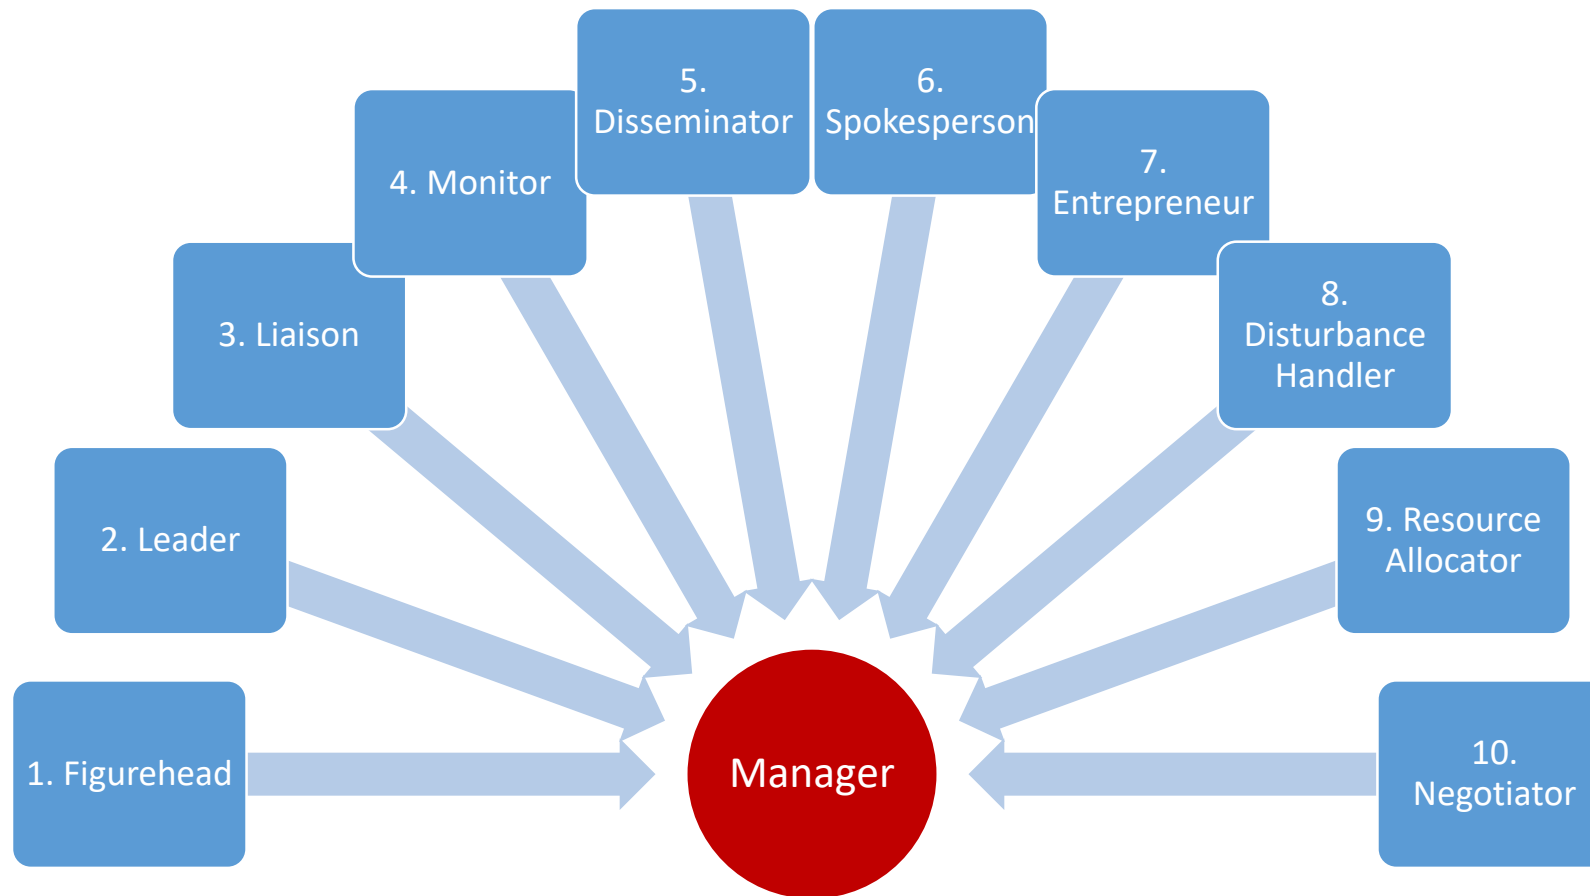 1. Figurehead
2. Leader
3. Liaison
4. Monitor
5.
Disseminator
6.
Spokesperson
7.
Entrepreneur
8.
Disturbance
Handler
9. Resource
Allocator
10.
Negotiator
Manager